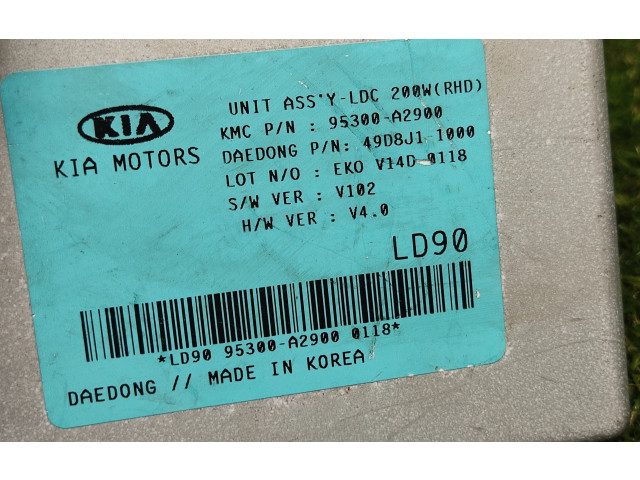 KIA
KIA MOTORS
UNIT ASS'Y-LDC 200W(RHD)
KMC P/N : 95300-A2900
DAEDONG P/N: 49D8J1-1000
LOT N/O : EKO V14D 0118
S/W VER : V102
H/W VER : V4.0
LD90
*LD90 95300-A2900 0118*
DAEDONG // MADE IN KOREA